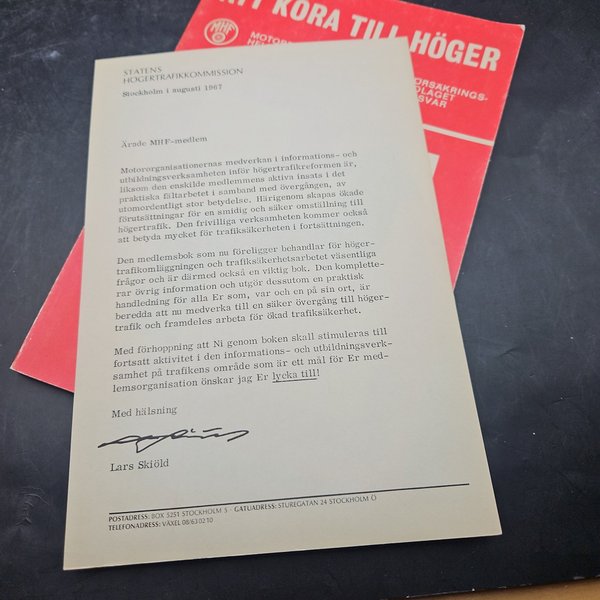 ATT KÖRA TILL HÖGER
MHF
MOTOR
HEL
FÖRSÄKRINGS-
OLAGET
SVAR
STATENS
HÖGERTRAFIKKOMMISSION
Stockholm i augusti 1967
Ärade MHF-medlem
Motororganisationernas medverkan i informations- och
utbildningsverksamheten inför högertrafikreformen är,
liksom den enskilde medlemmens aktiva insats i det
praktiska fältarbetet i samband med övergången, av
utomordentligt stor betydelse. Härigenom skapas ökade
förutsättningar för en smidig och säker omställning till
högertrafik. Den frivilliga verksamheten kommer också
att betyda mycket för trafiksäkerheten i fortsättningen.
Den medlemsbok som nu föreligger behandlar för höger-
trafikomläggningen och trafiksäkerhetsarbetet väsentliga
frågor och är därmed också en viktig bok. Den komplette-
rar övrig information och utgör dessutom en praktisk
handledning för alla Er som, var och en på sin ort, är
beredda att nu medverka till en säker övergång till höger-
trafik och framdeles arbeta för ökad trafiksäkerhet.
Med förhoppning att Ni genom boken skall stimuleras till
fortsatt aktivitet i den informations- och utbildningsverk-
samhet på trafikens område som är ett mål för Er med-
lemsorganisation önskar jag Er lycka till!
Med hälsning
Lars Skiöld
POSTADRESS: BOX 5251 STOCKHOLM 5 · GATUADRESS: STUREGATAN 24 STOCKHOLM Ö
TELEFONADRESS: VÄXEL 08/63 02 10